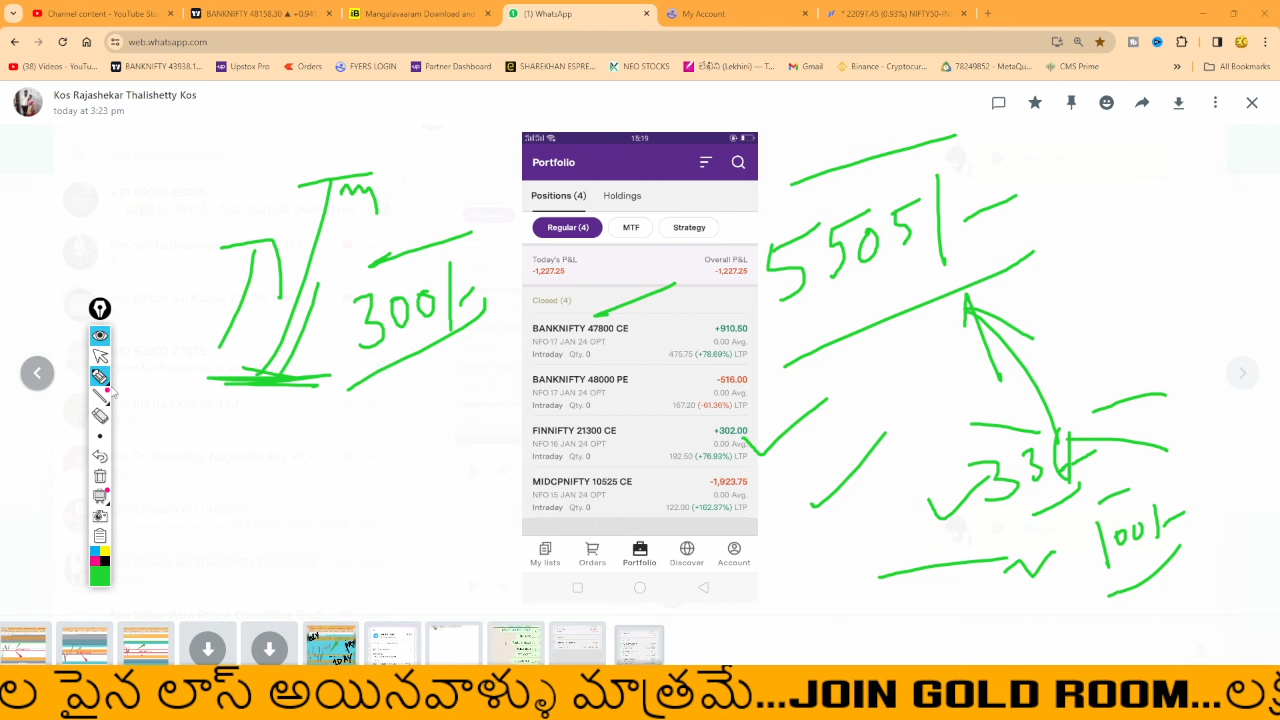 (38) Channel content - YouTube Stu
BANKNIFTY 48158.30 ▲ +0.94%
Mangalavaaram Download and
(1) WhatsApp
My Account
* 22097.45 (0.93%) NIFTY50-IN
web.whatsapp.com
(38) Videos - YouTu...
BANKNIFTY 43938.1...
Upstox Pro
Orders
FYERS LOGIN
Partner Dashboard
SHAREKHAN ESPRE...
NEO STOCKS
(Lekhini) — T...
Gmail
Binance - Cryptocur...
78249852 - MetaQu...
CMS Prime
All Bookmarks
Kos Rajashekar Thalishetty Kos
today at 3:23 pm
15:19
Portfolio
Positions (4) Holdings
Regular (4) MTF Strategy
Today's P&L Overall P&L
-1,227.25 -1,227.25
Closed (4)
BANKNIFTY 47800 CE +910.50
NFO 17 JAN 24 OPT 0.00 Avg.
Intraday Qty. 0 475.75 (+78.69%) LTP
BANKNIFTY 48000 PE -516.00
NFO 17 JAN 24 OPT 0.00 Avg.
Intraday Qty. 0 167.20 (-61.36%) LTP
FINNIFTY 21300 CE +302.00
NFO 16 JAN 24 OPT 0.00 Avg.
Intraday Qty. 0 192.50 (+76.93%) LTP
MIDCPNIFTY 10525 CE -1,923.75
NFO 15 JAN 24 OPT 0.00 Avg.
Intraday Qty. 0 122.00 (+162.37%) LTP
My lists Orders Portfolio Discover Account
300/-
5505/-
100/-
ల పైన లాస్ అయినవాళ్ళు మాత్రమే...JOIN GOLD ROOM...లక్ష